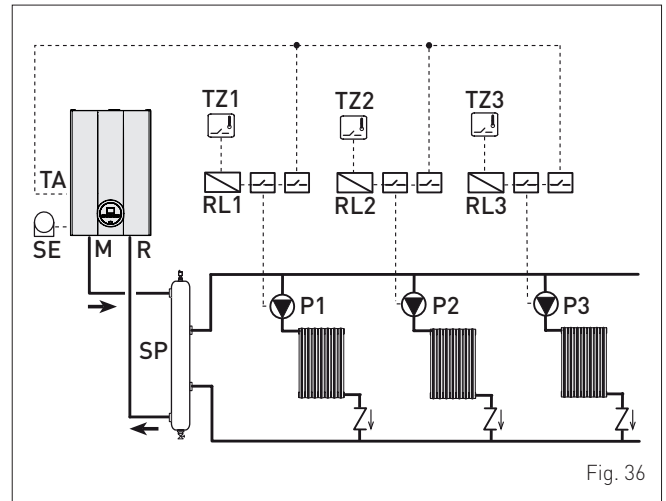 TZ1 TZ2 TZ3
TA
RL1 RL2 RL3
SE M R
P1 P2 P3
SP
Fig. 36